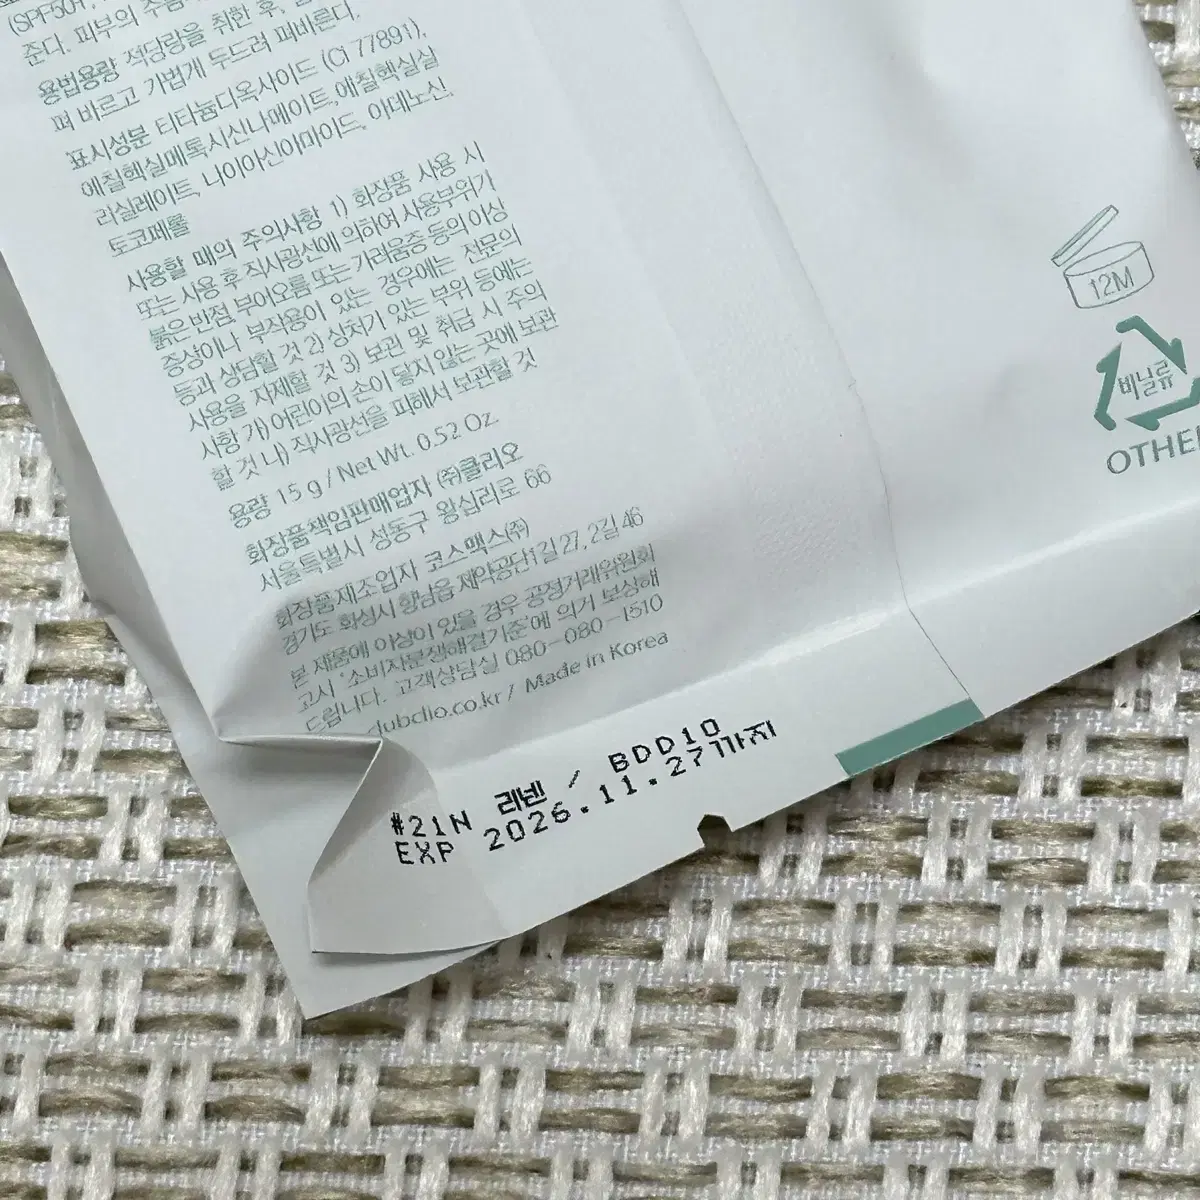 (SPF50+,
준다. 피부의
용법용량 적당량을 취한 후,
펴 바르고 가볍게 두드려 펴바른다.
표시성분 티타늄디옥사이드 (CI 77891),
에칠헥실메톡시신나메이트, 에칠헥실실
리실레이트, 나이아신아마이드, 아데노신,
토코페롤
사용할 때의 주의사항 1) 화장품 사용 시
또는 사용 후 직사광선에 의하여 사용부위가
붉은 반점, 부어오름 또는 가려움증 등의 이상
증상이나 부작용이 있는 경우에는 전문의
등과 상담할 것 2) 상처가 있는 부위 등에는
사용을 자제할 것 3) 보관 및 취급 시 주의
사항 가) 어린이의 손이 닿지 않는 곳에 보관
할 것 나) 직사광선을 피해서 보관할 것
용량 15 g / Net Wt. 0.52 Oz
화장품책임판매업자 ㈜클리오
서울특별시 성동구 왕십리로 66
화장품제조업자 코스맥스㈜
경기도 화성시 향남읍 제약공단1길 27, 2길 46
본 제품에 이상이 있을 경우 공정거래위원회
고시 '소비자분쟁해결기준'에 의거 보상해
드립니다. 고객상담실 080-080-1510
clubclio.co.kr / Made in Korea
#21N 리넨 / BDD10
EXP 2026.11.27까지
12M
비닐류
OTHER